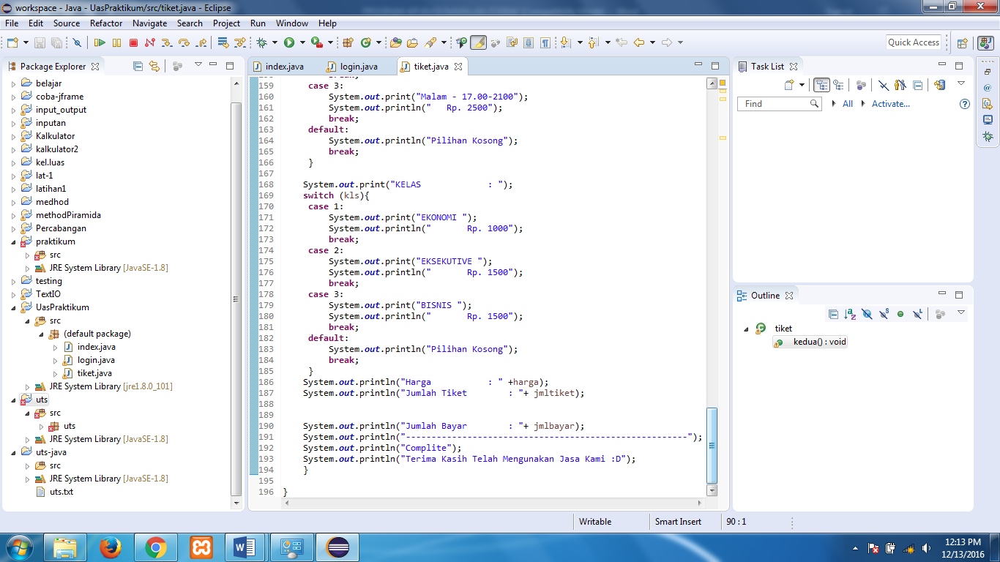 workspace - Java - UasPraktikum/src/tiket.java - Eclipse
File Edit Source Refactor Navigate Search Project Run Window Help
Quick Access
Package Explorer
belajar
coba-jframe
input_output
inputan
Kalkulator
kalkulator2
kel.luas
lat-1
latihan1
medhod
methodPiramida
Percabangan
praktikum
src
JRE System Library [JavaSE-1.8]
testing
TextIO
UasPraktikum
src
(default package)
index.java
login.java
tiket.java
JRE System Library [jre1.8.0_101]
uts
src
uts
JRE System Library [JavaSE-1.8]
uts-java
src
JRE System Library [JavaSE-1.8]
uts.txt
index.java login.java tiket.java
159 case 3:
160 System.out.print("Malam - 17.00-2100");
161 System.out.println("   Rp. 2500");
162 break;
163 default:
164 System.out.println("Pilihan Kosong");
165 break;
166 }
167
168 System.out.print("KELAS             : ");
169 switch (kls){
170 case 1:
171 System.out.print("EKONOMI ");
172 System.out.println("       Rp. 1000");
173 break;
174 case 2:
175 System.out.print("EKSEKUTIVE ");
176 System.out.println("       Rp. 1500");
177 break;
178 case 3:
179 System.out.print("BISNIS ");
180 System.out.println("       Rp. 1500");
181 break;
182 default:
183 System.out.println("Pilihan Kosong");
184 break;
185 }
186 System.out.println("Harga           : " +harga);
187 System.out.println("Jumlah Tiket        : "+ jmltiket);
188
189
190 System.out.println("Jumlah Bayar        : "+ jmlbayar);
191 System.out.println("-------------------------------------------------------");
192 System.out.println("Complite");
193 System.out.println("Terima Kasih Telah Mengunakan Jasa Kami :D");
194 }
195
196 }
Task List
Find All Activate...
Outline
tiket
kedua() : void
Writable Smart Insert 90 : 1
12:13 PM
12/13/2016